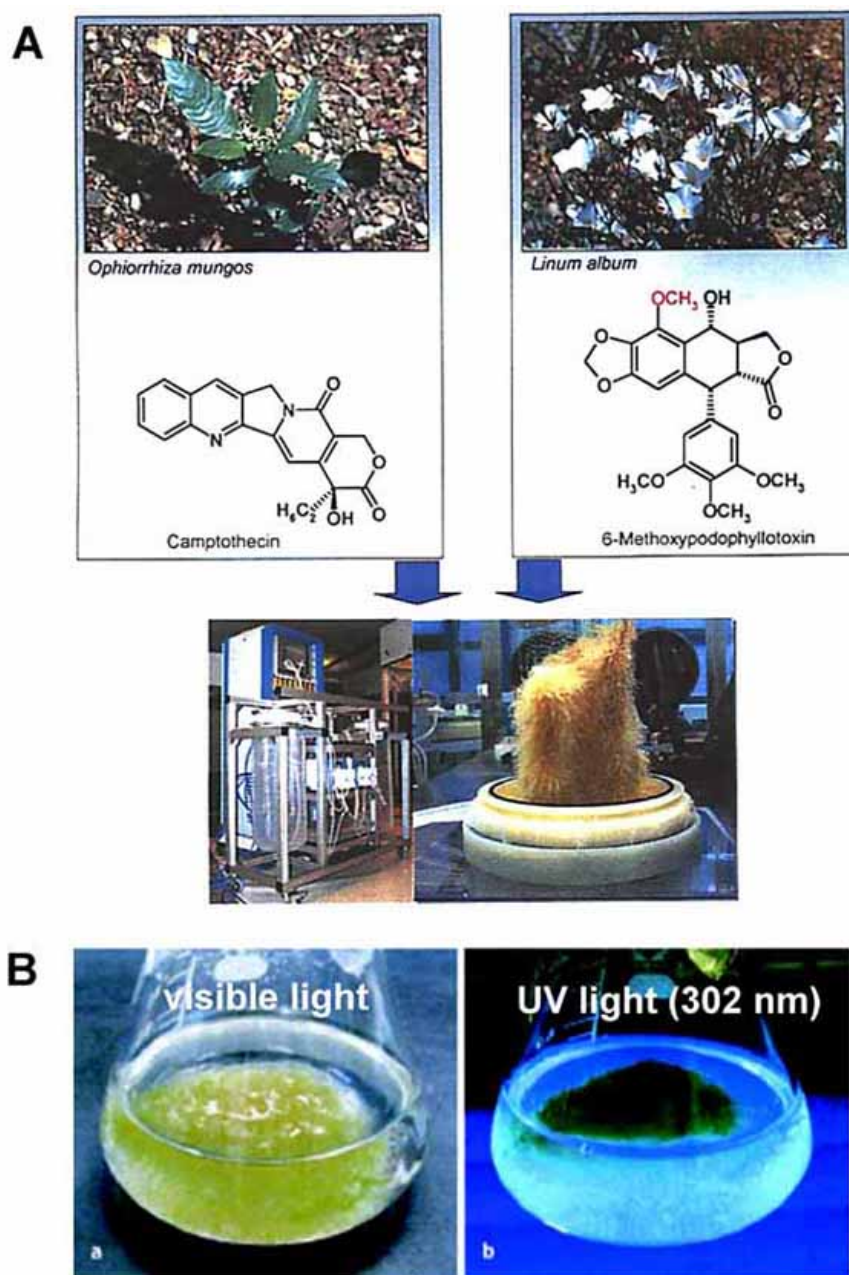 A
Ophiorrhiza mungos
Linum album
OCH3 OH
O
O
O
O
N
N
O
O
O
H6C2
OH
H3CO
OCH3
OCH3
Camptothecin
6-Methoxypodophyllotoxin
B
visible light
UV light (302 nm)
a
b